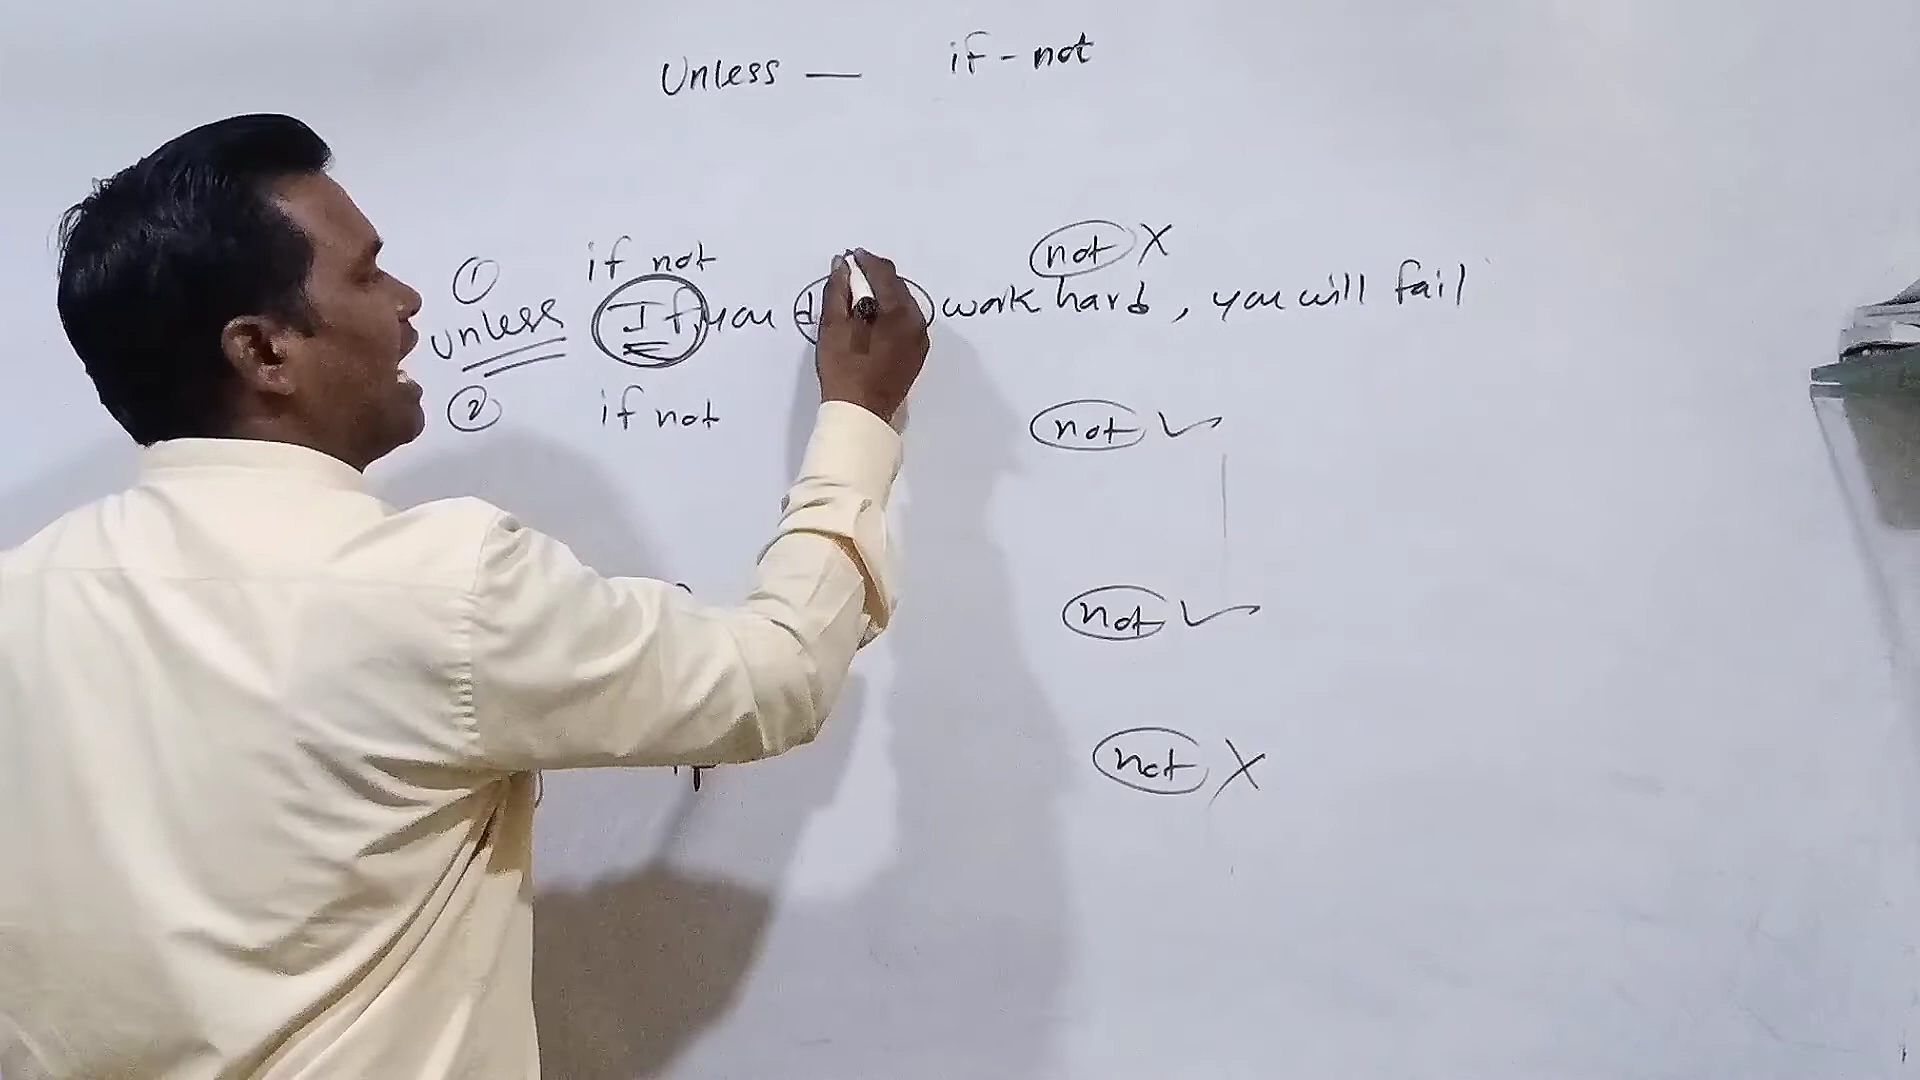 Unless — if - not
① if not not X
unless If you work hard, you will fail
② if not not ✓
not ✓
not X